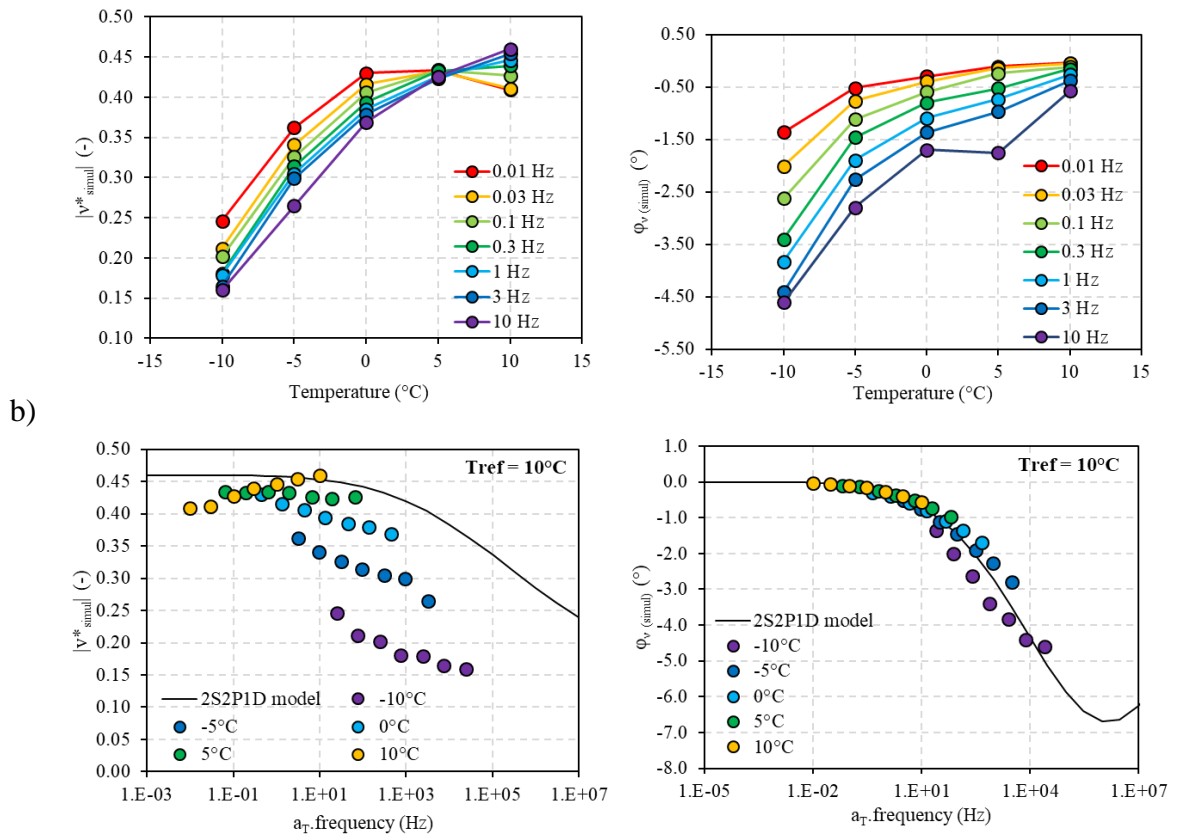 0.50
0.45
0.40
0.35
0.30
0.25
0.20
0.15
0.10
|ν*simul| (-)
-15 -10 -5 0 5 10 15
Temperature (°C)
0.01 Hz
0.03 Hz
0.1 Hz
0.3 Hz
1 Hz
3 Hz
10 Hz
0.50
-0.50
-1.50
-2.50
-3.50
-4.50
-5.50
φν (simul) (°)
-15 -10 -5 0 5 10 15
Temperature (°C)
0.01 Hz
0.03 Hz
0.1 Hz
0.3 Hz
1 Hz
3 Hz
10 Hz
b)
0.50
0.45
0.40
0.35
0.30
0.25
0.20
0.15
0.10
0.05
0.00
|ν*simul| (-)
Tref = 10°C
2S2P1D model
-10°C
-5°C
0°C
5°C
10°C
1.E-03 1.E-01 1.E+01 1.E+03 1.E+05 1.E+07
aT.frequency (Hz)
1.0
0.0
-1.0
-2.0
-3.0
-4.0
-5.0
-6.0
-7.0
-8.0
φν (simul) (°)
Tref = 10°C
2S2P1D model
-10°C
-5°C
0°C
5°C
10°C
1.E-05 1.E-02 1.E+01 1.E+04 1.E+07
aT.frequency (Hz)